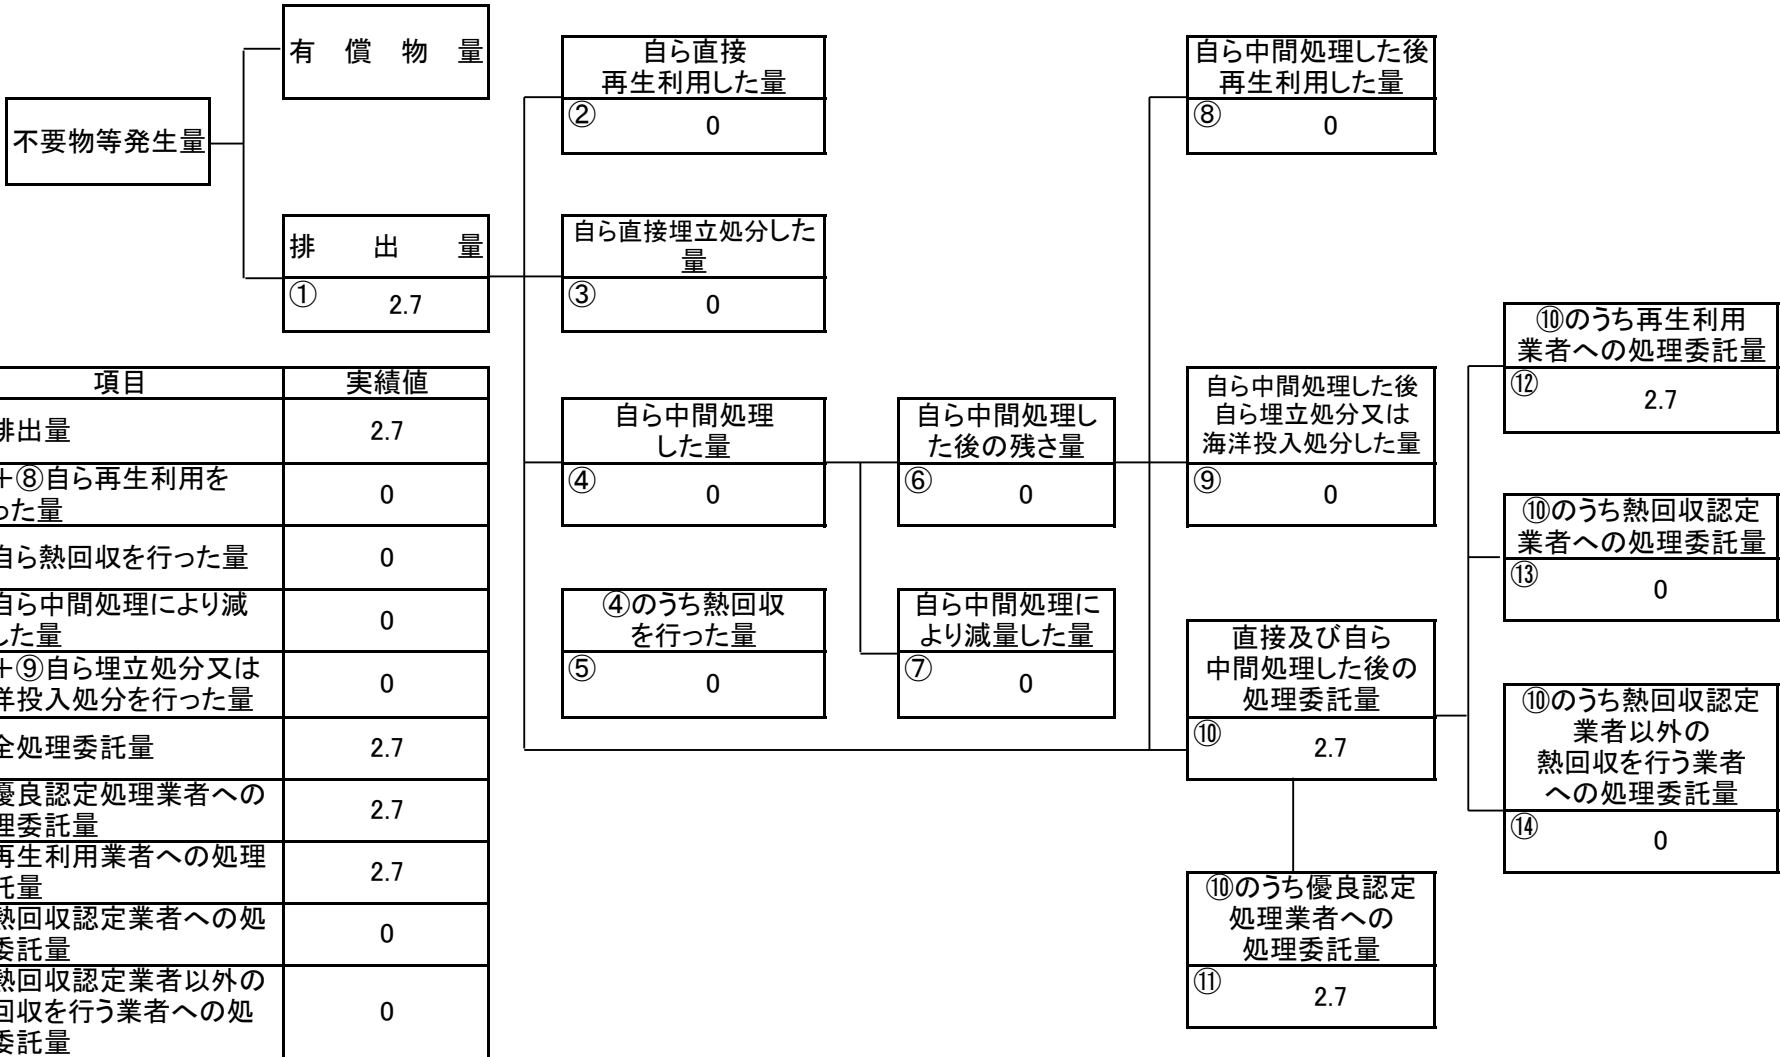 不要物等発生量
有償物量
排出量
① 2.7
自ら直接
再生利用した量
② 0
自ら直接埋立処分した
量
③ 0
自ら中間処理
した量
④ 0
④のうち熱回収
を行った量
⑤ 0
自ら中間処理し
た後の残さ量
⑥ 0
自ら中間処理に
より減量した量
⑦ 0
自ら中間処理した後
再生利用した量
⑧ 0
自ら中間処理した後
自ら埋立処分又は
海洋投入処分した量
⑨ 0
直接及び自ら
中間処理した後の
処理委託量
⑩ 2.7
⑩のうち優良認定
処理業者への
処理委託量
⑪ 2.7
⑩のうち再生利用
業者への処理委託量
⑫ 2.7
⑩のうち熱回収認定
業者への処理委託量
⑬ 0
⑩のうち熱回収認定
業者以外の
熱回収を行う業者
への処理委託量
⑭ 0
項目 実績値
排出量 2.7
+⑧自ら再生利用を
った量 0
自ら熱回収を行った量 0
自ら中間処理により減
した量 0
+⑨自ら埋立処分又は
洋投入処分を行った量 0
全処理委託量 2.7
優良認定処理業者への
理委託量 2.7
再生利用業者への処理
託量 2.7
熱回収認定業者への処
委託量 0
熱回収認定業者以外の
回収を行う業者への処
委託量 0